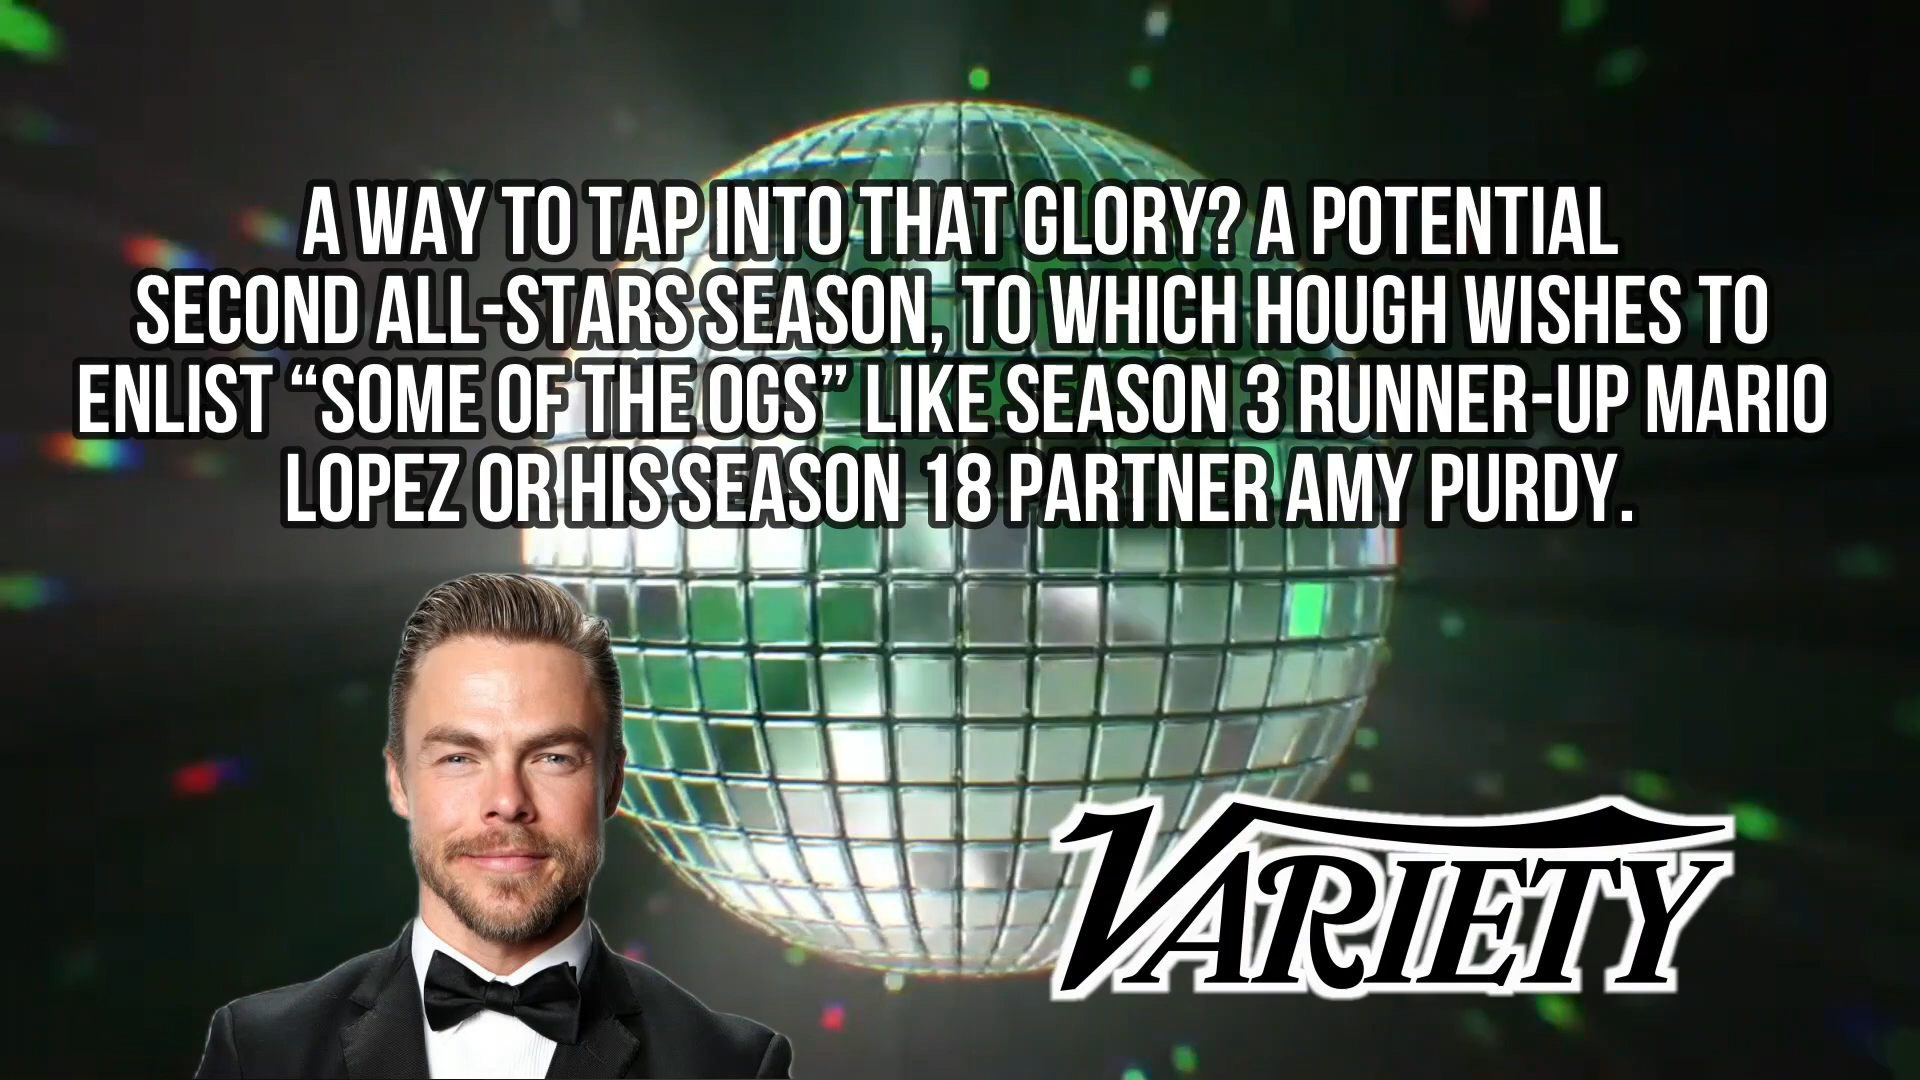 A WAY TO TAP INTO THAT GLORY? A POTENTIAL
SECOND ALL-STARS SEASON, TO WHICH HOUGH WISHES TO
ENLIST “SOME OF THE OGS” LIKE SEASON 3 RUNNER-UP MARIO
LOPEZ OR HIS SEASON 18 PARTNER AMY PURDY.
VARIETY